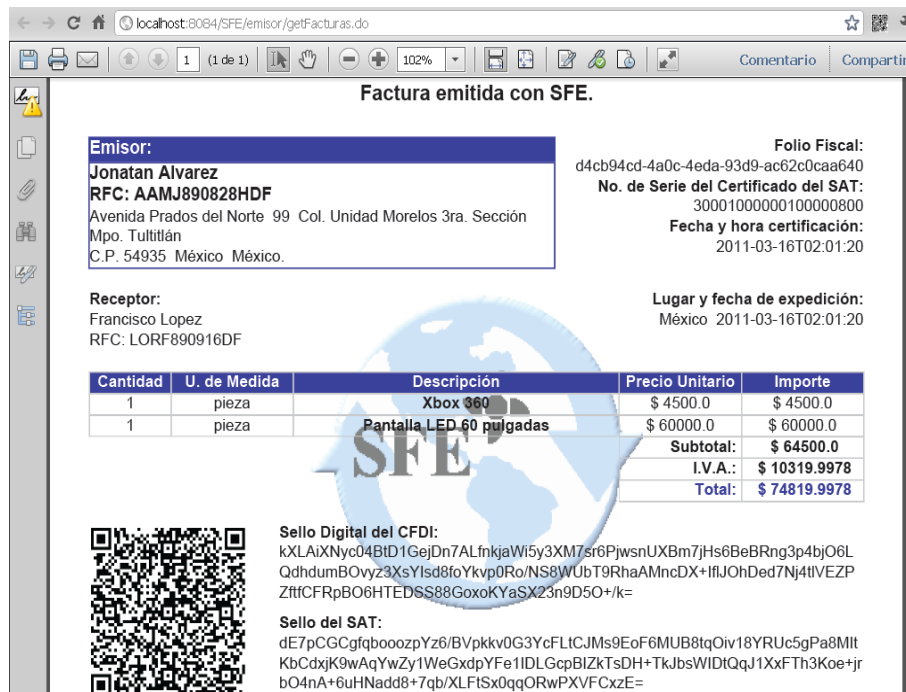 localhost:8084/SFE/emisor/getFacturas.do
1 (1 de 1) 102% Comentario Compartir
Factura emitida con SFE.
Emisor:
Jonatan Alvarez
RFC: AAMJ890828HDF
Avenida Prados del Norte 99 Col. Unidad Morelos 3ra. Sección
Mpo. Tultitlán
C.P. 54935 México México.
Folio Fiscal:
d4cb94cd-4a0c-4eda-93d9-ac62c0caa640
No. de Serie del Certificado del SAT:
30001000000100000800
Fecha y hora certificación:
2011-03-16T02:01:20
Receptor:
Francisco Lopez
RFC: LORF890916DF
Lugar y fecha de expedición:
México 2011-03-16T02:01:20
Cantidad U. de Medida Descripción Precio Unitario Importe
1 pieza Xbox 360 $ 4500.0 $ 4500.0
1 pieza Pantalla LED 60 pulgadas $ 60000.0 $ 60000.0
Subtotal: $ 64500.0
I.V.A.: $ 10319.9978
Total: $ 74819.9978
SFE
Sello Digital del CFDI:
kXLAiXNyc04BtD1GejDn7ALfnkjaWi5y3XM7sr6PjwsnUXBm7jHs6BeBRng3p4bjO6L
QdhdumBOvyz3XsYIsd8foYkvp0Ro/NS8WUbT9RhaAMncDX+IflJOhDed7Nj4tlVEZP
ZftfCFRpBO6HTEDSS88GoxoKYaSX23n9D5O+/k=
Sello del SAT:
dE7pCGCgfqbooozpYz6/BVpkkv0G3YcFLtCJMs9EoF6MUB8tqOiv18YRUc5gPa8MIt
KbCdxjK9wAqYwZy1WeGxdpYFe1IDLGcpBlZkTsDH+TkJbsWIDtQqJ1XxFTh3Koe+jr
bO4nA+6uHNadd8+7qb/XLFtSx0qqORwPXVFCxzE=